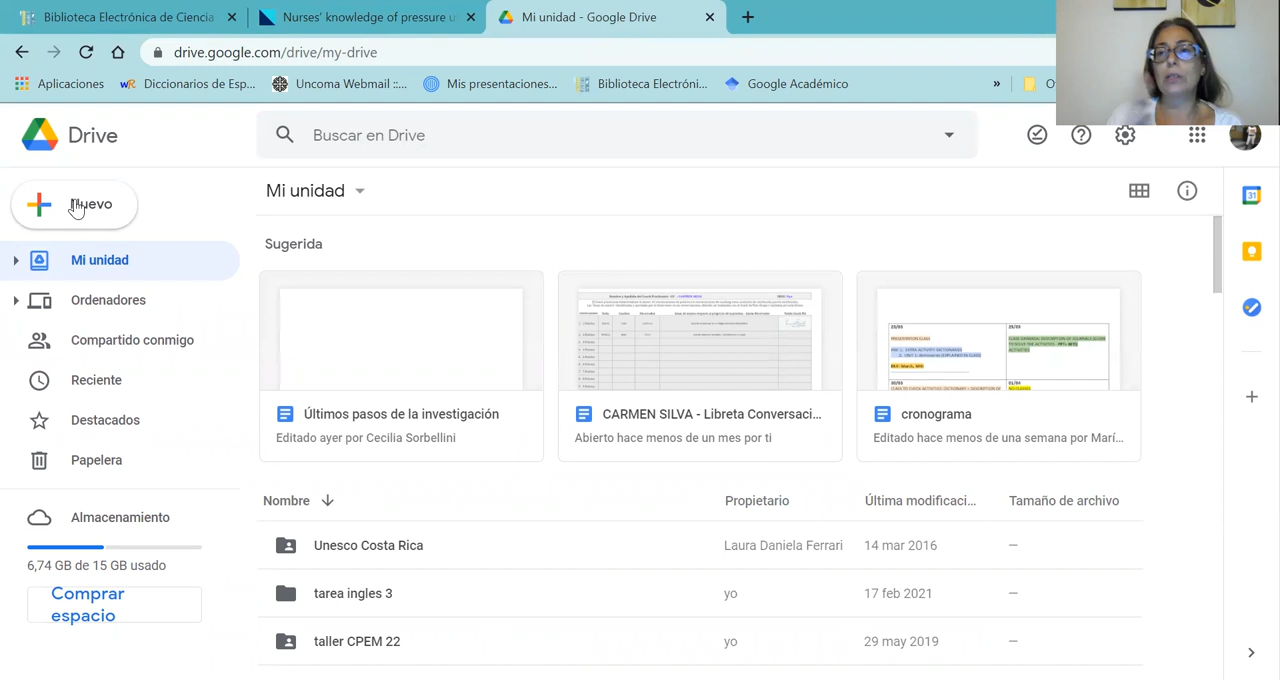 Biblioteca Electrónica de Ciencia
Nurses' knowledge of pressure u
Mi unidad - Google Drive
drive.google.com/drive/my-drive
Aplicaciones
Diccionarios de Esp...
Uncoma Webmail ::...
Mis presentaciones...
Biblioteca Electróni...
Google Académico
»
Drive
Buscar en Drive
Nuevo
Mi unidad
Ordenadores
Compartido conmigo
Reciente
Destacados
Papelera
Almacenamiento
6,74 GB de 15 GB usado
Comprar
espacio
Mi unidad
Sugerida
Últimos pasos de la investigación
Editado ayer por Cecilia Sorbellini
CARMEN SILVA - Libreta Conversaci...
Abierto hace menos de un mes por ti
cronograma
Editado hace menos de una semana por Marí...
Nombre
Propietario
Última modificaci...
Tamaño de archivo
Unesco Costa Rica
Laura Daniela Ferrari
14 mar 2016
—
tarea ingles 3
yo
17 feb 2021
—
taller CPEM 22
yo
29 may 2019
—
31